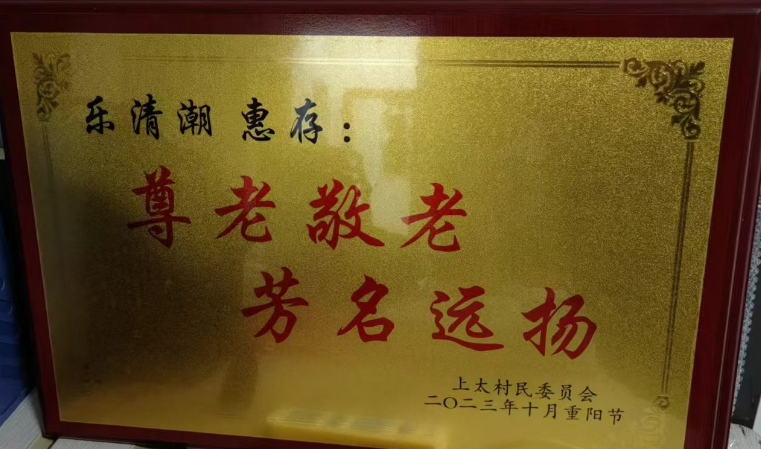 乐清潮 惠存：
尊老敬老
芳名远扬
上太村民委员会
二〇二三年十月重阳节